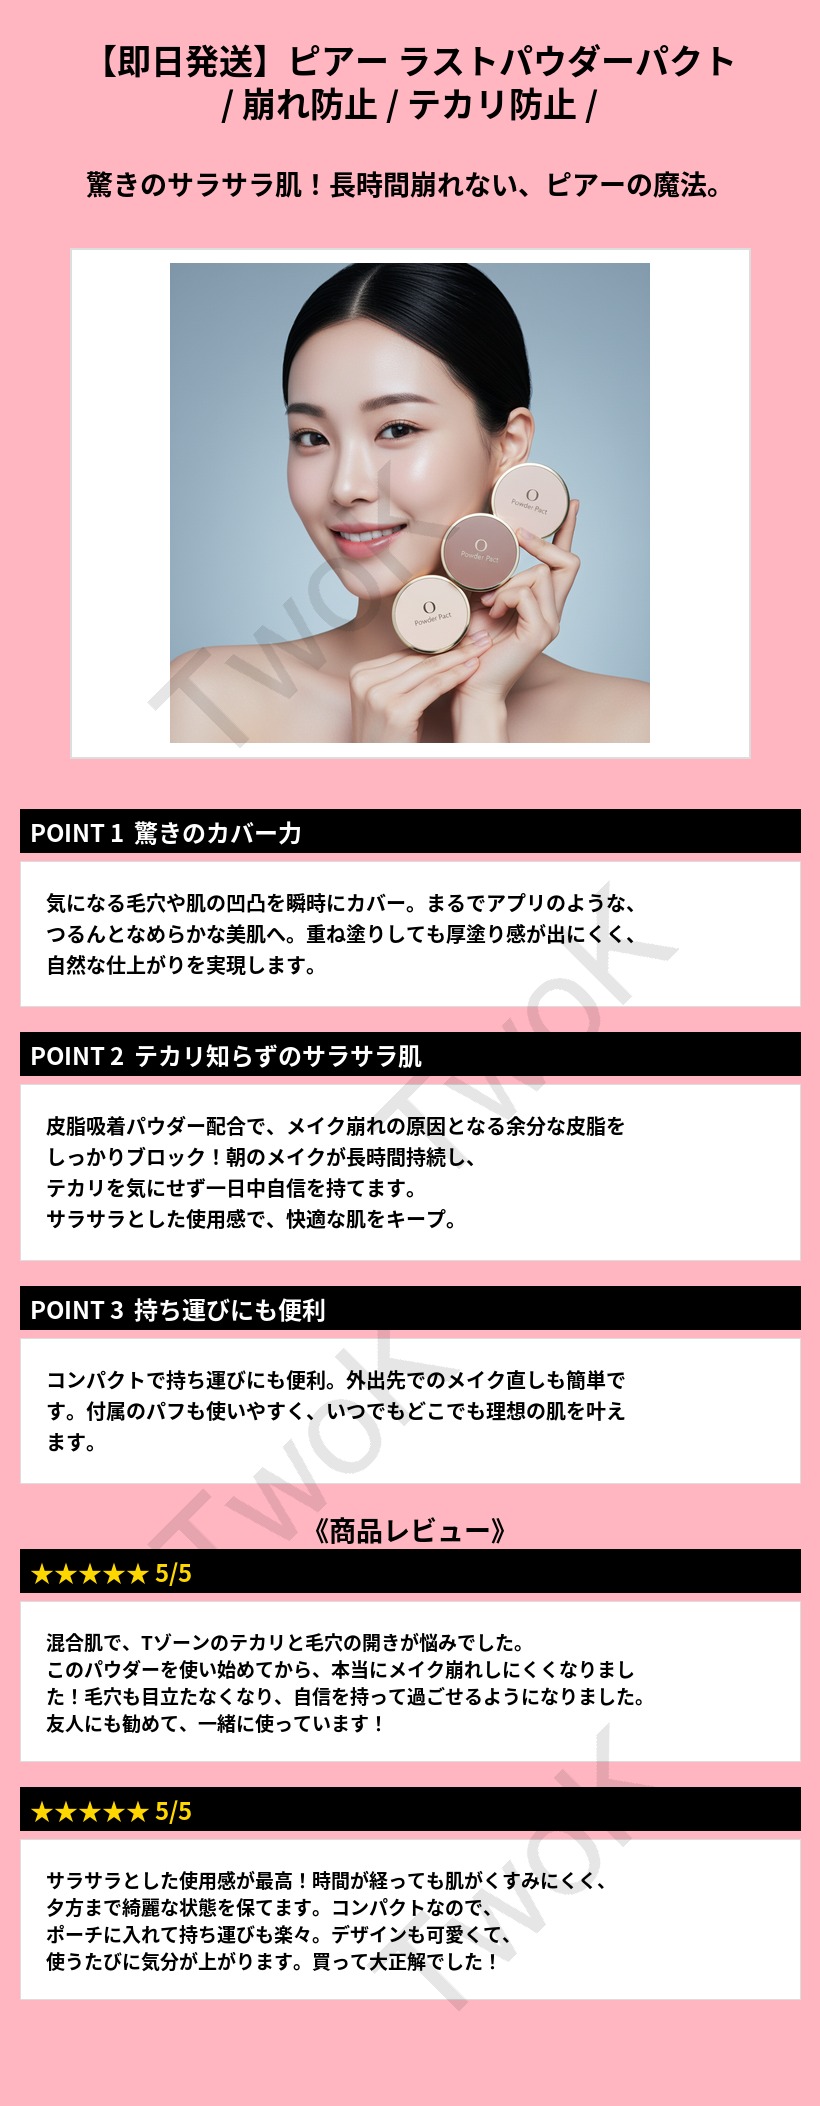 【即日発送】ピアー ラストパウダーパクト
/ 崩れ防止 / テカリ防止 /
驚きのサラサラ肌！長時間崩れない、ピアーの魔法。
O
Powder Pact
O
Powder Pact
O
Powder Pact
TwoK
POINT 1 驚きのカバー力
気になる毛穴や肌の凹凸を瞬時にカバー。まるでアプリのような、
つるんとなめらかな美肌へ。重ね塗りしても厚塗り感が出にくく、
自然な仕上がりを実現します。
TwoK
POINT 2 テカリ知らずのサラサラ肌
皮脂吸着パウダー配合で、メイク崩れの原因となる余分な皮脂を
しっかりブロック！朝のメイクが長時間持続し、
テカリを気にせず一日中自信を持てます。
サラサラとした使用感で、快適な肌をキープ。
POINT 3 持ち運びにも便利
コンパクトで持ち運びにも便利。外出先でのメイク直しも簡単で
す。付属のパフも使いやすく、いつでもどこでも理想の肌を叶え
ます。
TwoK
《商品レビュー》
★★★★★ 5/5
混合肌で、Tゾーンのテカリと毛穴の開きが悩みでした。
このパウダーを使い始めてから、本当にメイク崩れしにくくなりまし
た！毛穴も目立たなくなり、自信を持って過ごせるようになりました。
友人にも勧めて、一緒に使っています！
★★★★★ 5/5
サラサラとした使用感が最高！時間が経っても肌がくすみにくく、
夕方まで綺麗な状態を保てます。コンパクトなので、
ポーチに入れて持ち運びも楽々。デザインも可愛くて、
使うたびに気分が上がります。買って大正解でした！
TwoK